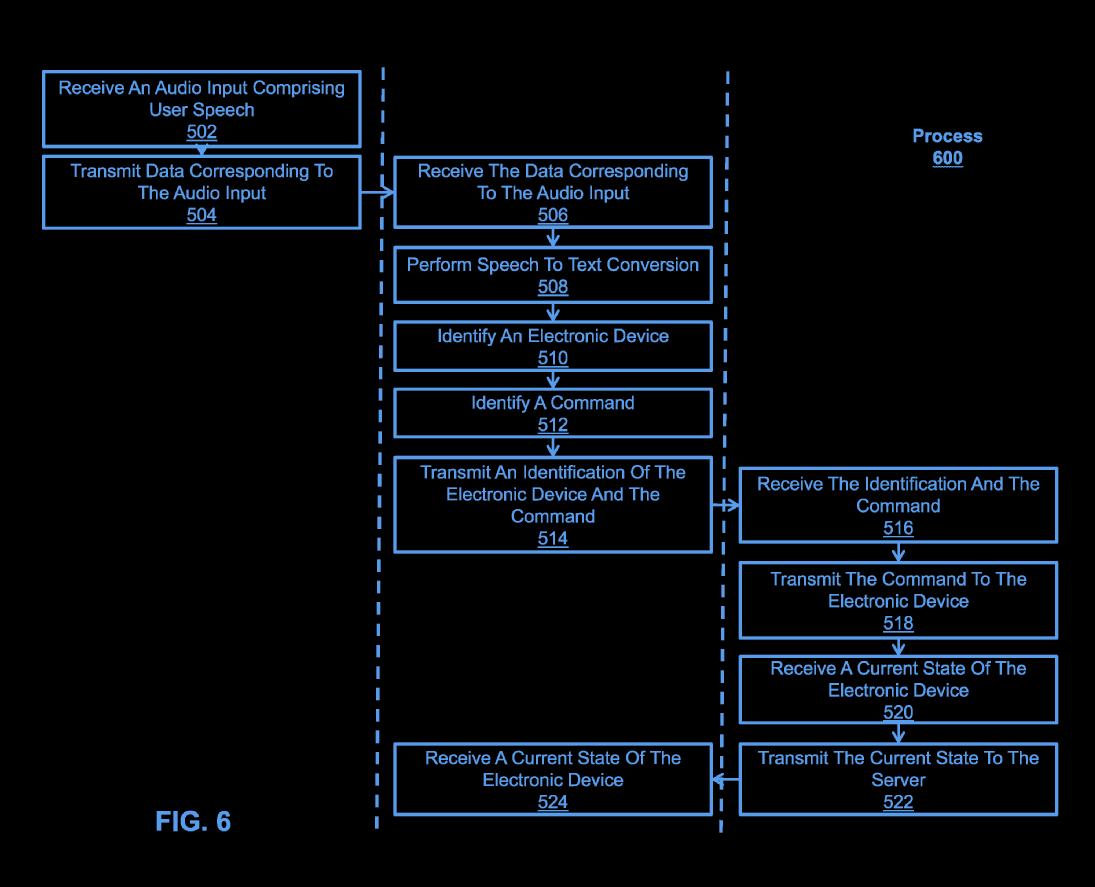 Process
600
Receive An Audio Input Comprising
User Speech
502
Transmit Data Corresponding To
The Audio Input
504
Receive The Data Corresponding
To The Audio Input
506
Perform Speech To Text Conversion
508
Identify An Electronic Device
510
Identify A Command
512
Transmit An Identification Of The
Electronic Device And The
Command
514
Receive The Identification And The
Command
516
Transmit The Command To The
Electronic Device
518
Receive A Current State Of The
Electronic Device
520
Transmit The Current State To The
Server
522
Receive A Current State Of The
Electronic Device
524
FIG. 6